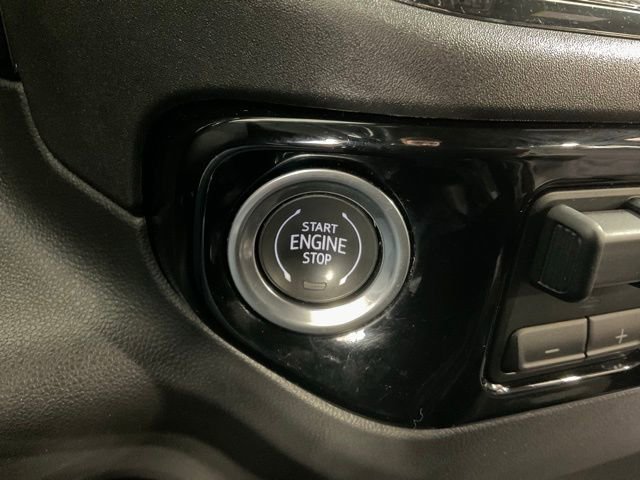 START
ENGINE
STOP
- +